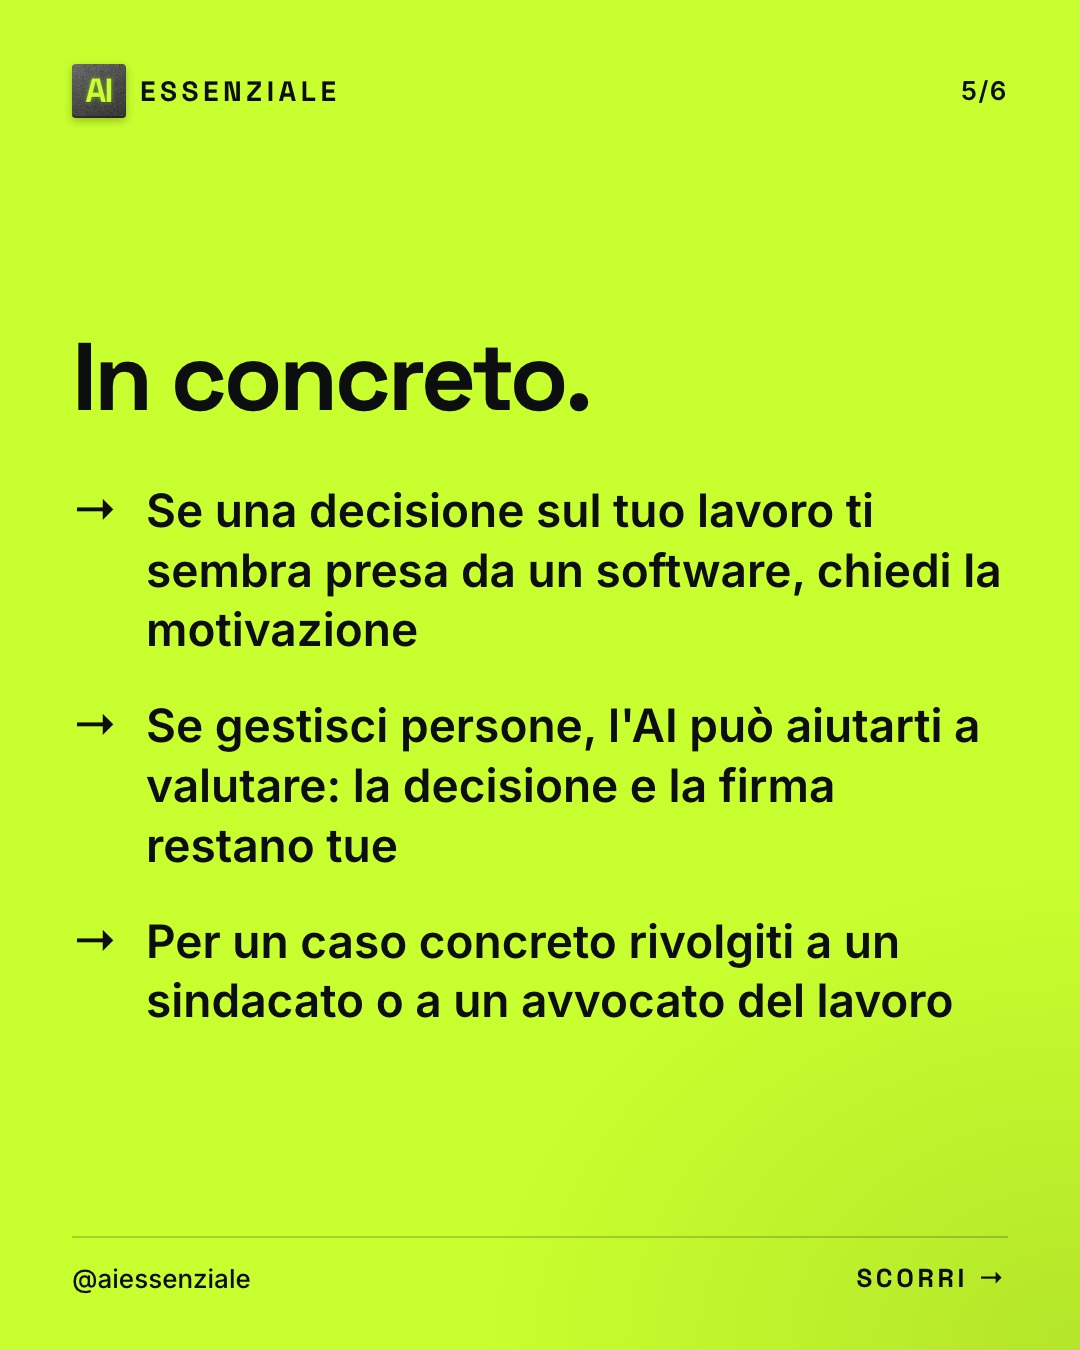 AI ESSENZIALE
5/6
In concreto.
→ Se una decisione sul tuo lavoro ti
sembra presa da un software, chiedi la
motivazione
→ Se gestisci persone, l'AI può aiutarti a
valutare: la decisione e la firma
restano tue
→ Per un caso concreto rivolgiti a un
sindacato o a un avvocato del lavoro
@aiessenziale
SCORRI →